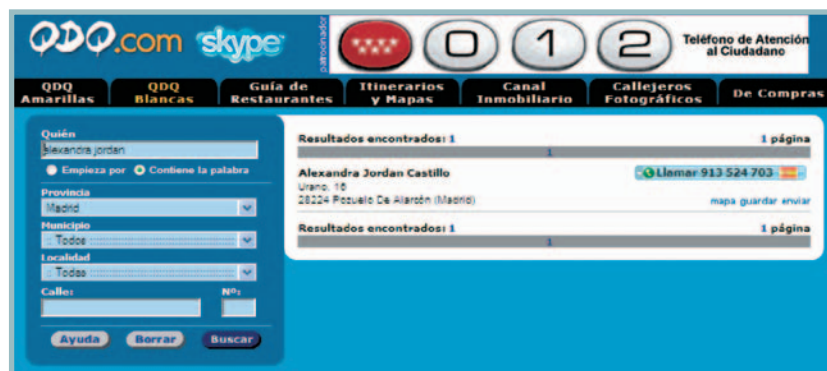 QDQ.com skype
patrocinador
0 1 2
Teléfono de Atención
al Ciudadano
QDQ
Amarillas
QDQ
Blancas
Guía de
Restaurantes
Itinerarios
y Mapas
Canal
Inmobiliario
Callejeros
Fotográficos
De Compras
Quién
alexandra jordan
Empieza por Contiene la palabra
Provincia
Madrid
Municipio
:: Todos ::
Localidad
:: Todas ::
Calle: Nº:
Ayuda Borrar Buscar
Resultados encontrados: 1 1 página
1
Alexandra Jordan Castillo Llamar 913 524 703
Urano, 16
28224 Pozuelo De Alarcón (Madrid) mapa guardar enviar
Resultados encontrados: 1 1 página
1